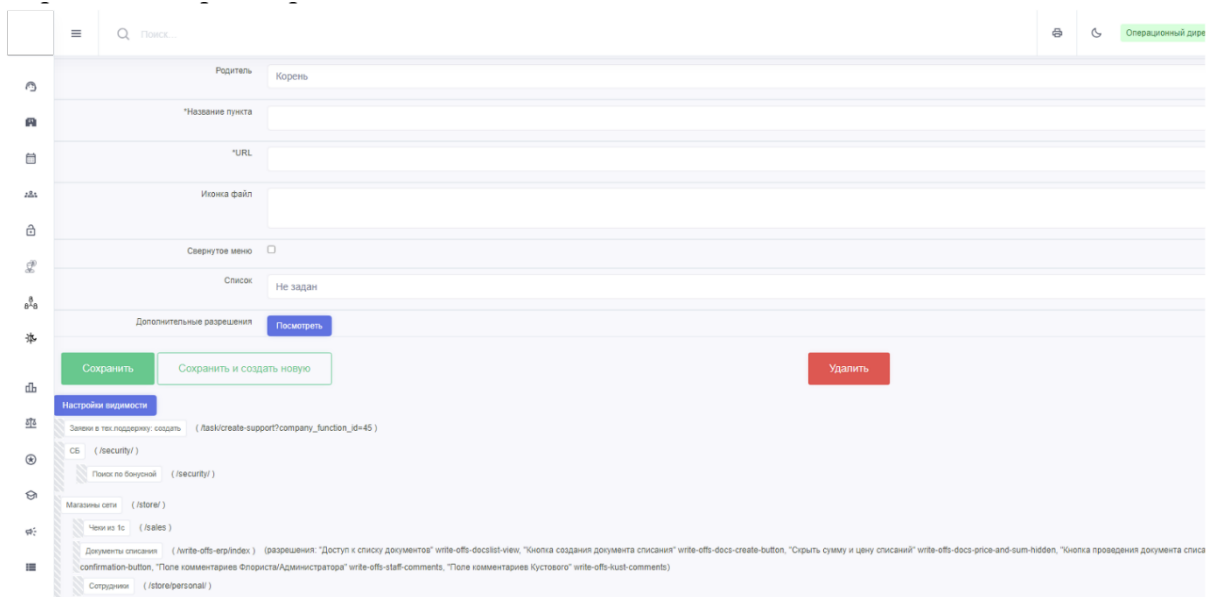 Поиск...
Операционный дире
Родитель
Корень
*Название пункта
*URL
Иконка файл
Свернутое меню
Список
Не задан
Дополнительные разрешения
Посмотреть
Сохранить
Сохранить и создать новую
Удалить
Настройки видимости
Заявки в тех.поддержку: создать ( /task/create-support?company_function_id=45 )
СБ ( /security/ )
Поиск по бонусной ( /security/ )
Магазины сети ( /store/ )
Чеки из 1с ( /sales )
Документы списания ( /write-offs-erp/index ) (разрешения: "Доступ к списку документов" write-offs-docslist-view, "Кнопка создания документа списания" write-offs-docs-create-button, "Скрыть сумму и цену списаний" write-offs-docs-price-and-sum-hidden, "Кнопка проведения документа списа
confirmation-button, "Поле комментариев Флориста/Администратора" write-offs-staff-comments, "Поле комментариев Кустового" write-offs-kust-comments)
Сотрудники ( /store/personal/ )